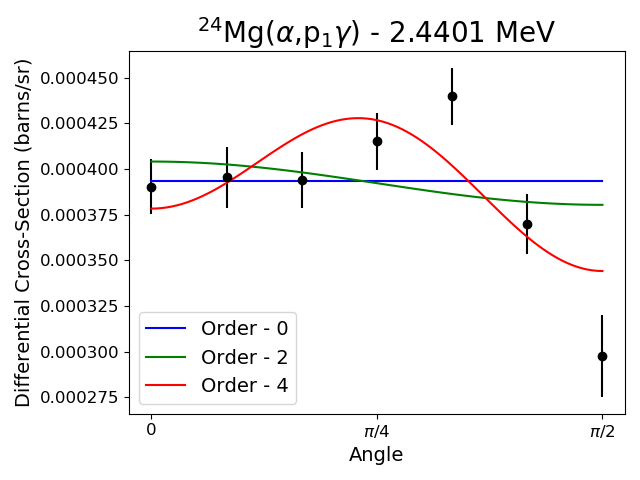 ²⁴Mg(α,p₁γ) - 2.4401 MeV
Differential Cross-Section (barns/sr)
0.000450
0.000425
0.000400
0.000375
0.000350
0.000325
0.000300
0.000275
Order - 0
Order - 2
Order - 4
0 π/4 π/2
Angle